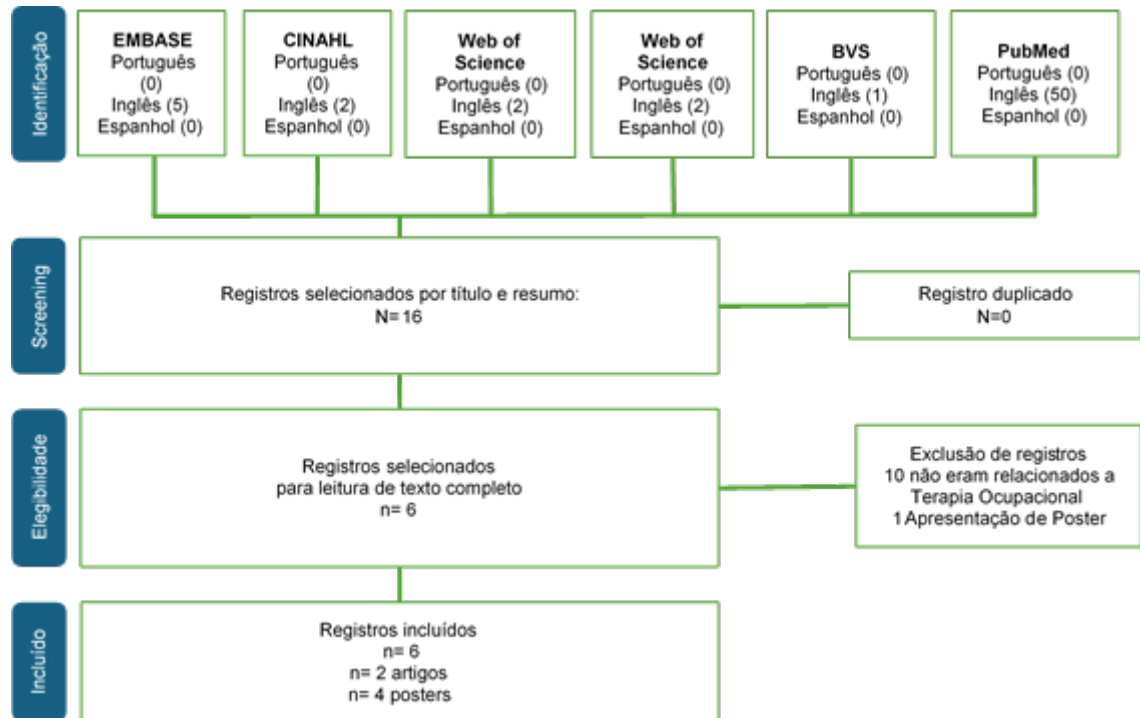 Identificação
EMBASE
Português
(0)
Inglês (5)
Espanhol (0)
CINAHL
Português
(0)
Inglês (2)
Espanhol (0)
Web of
Science
Português (0)
Inglês (2)
Espanhol (0)
Web of
Science
Português (0)
Inglês (2)
Espanhol (0)
BVS
Português (0)
Inglês (1)
Espanhol (0)
PubMed
Português (0)
Inglês (50)
Espanhol (0)
Screening
Registros selecionados por título e resumo:
N= 16
Registro duplicado
N=0
Elegibilidade
Registros selecionados
para leitura de texto completo
n= 6
Exclusão de registros
10 não eram relacionados a
Terapia Ocupacional
1 Apresentação de Poster
Incluído
Registros incluídos
n= 6
n= 2 artigos
n= 4 posters